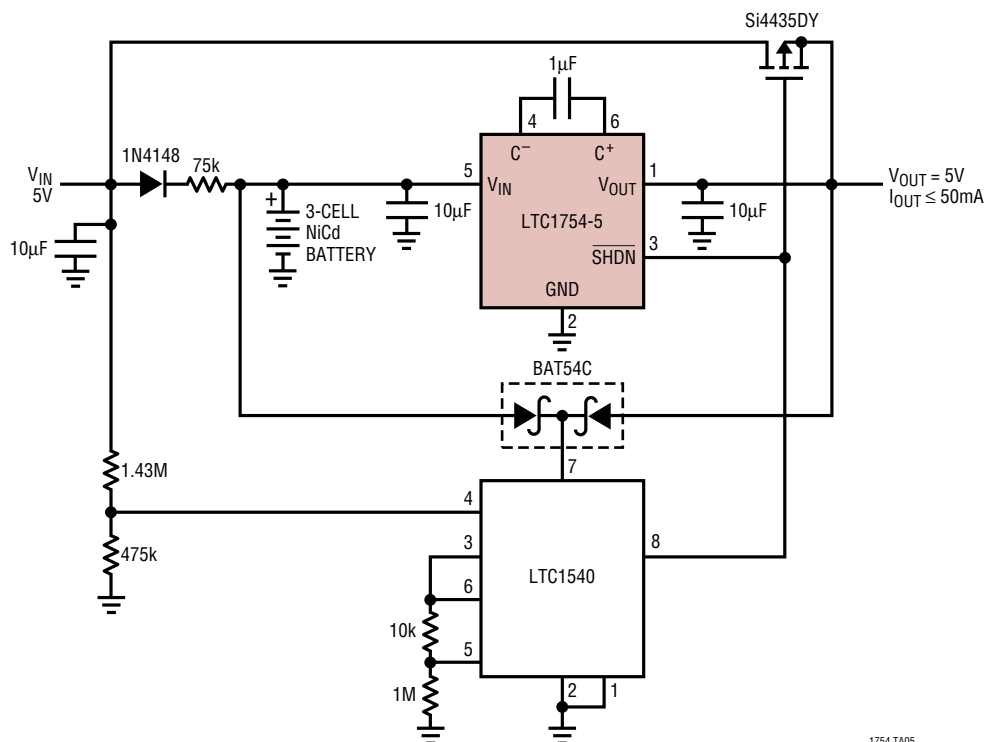 Si4435DY
1µF
4
6
C⁻
C⁺
1N4148
75k
V_IN
5V
5
V_IN
V_OUT
1
V_OUT = 5V
I_OUT ≤ 50mA
+
3-CELL
NiCd
BATTERY
10µF
LTC1754-5
10µF
10µF
SHDN
3
GND
2
BAT54C
7
1.43M
4
475k
3
8
LTC1540
6
10k
5
1M
2
1
1754 TA05